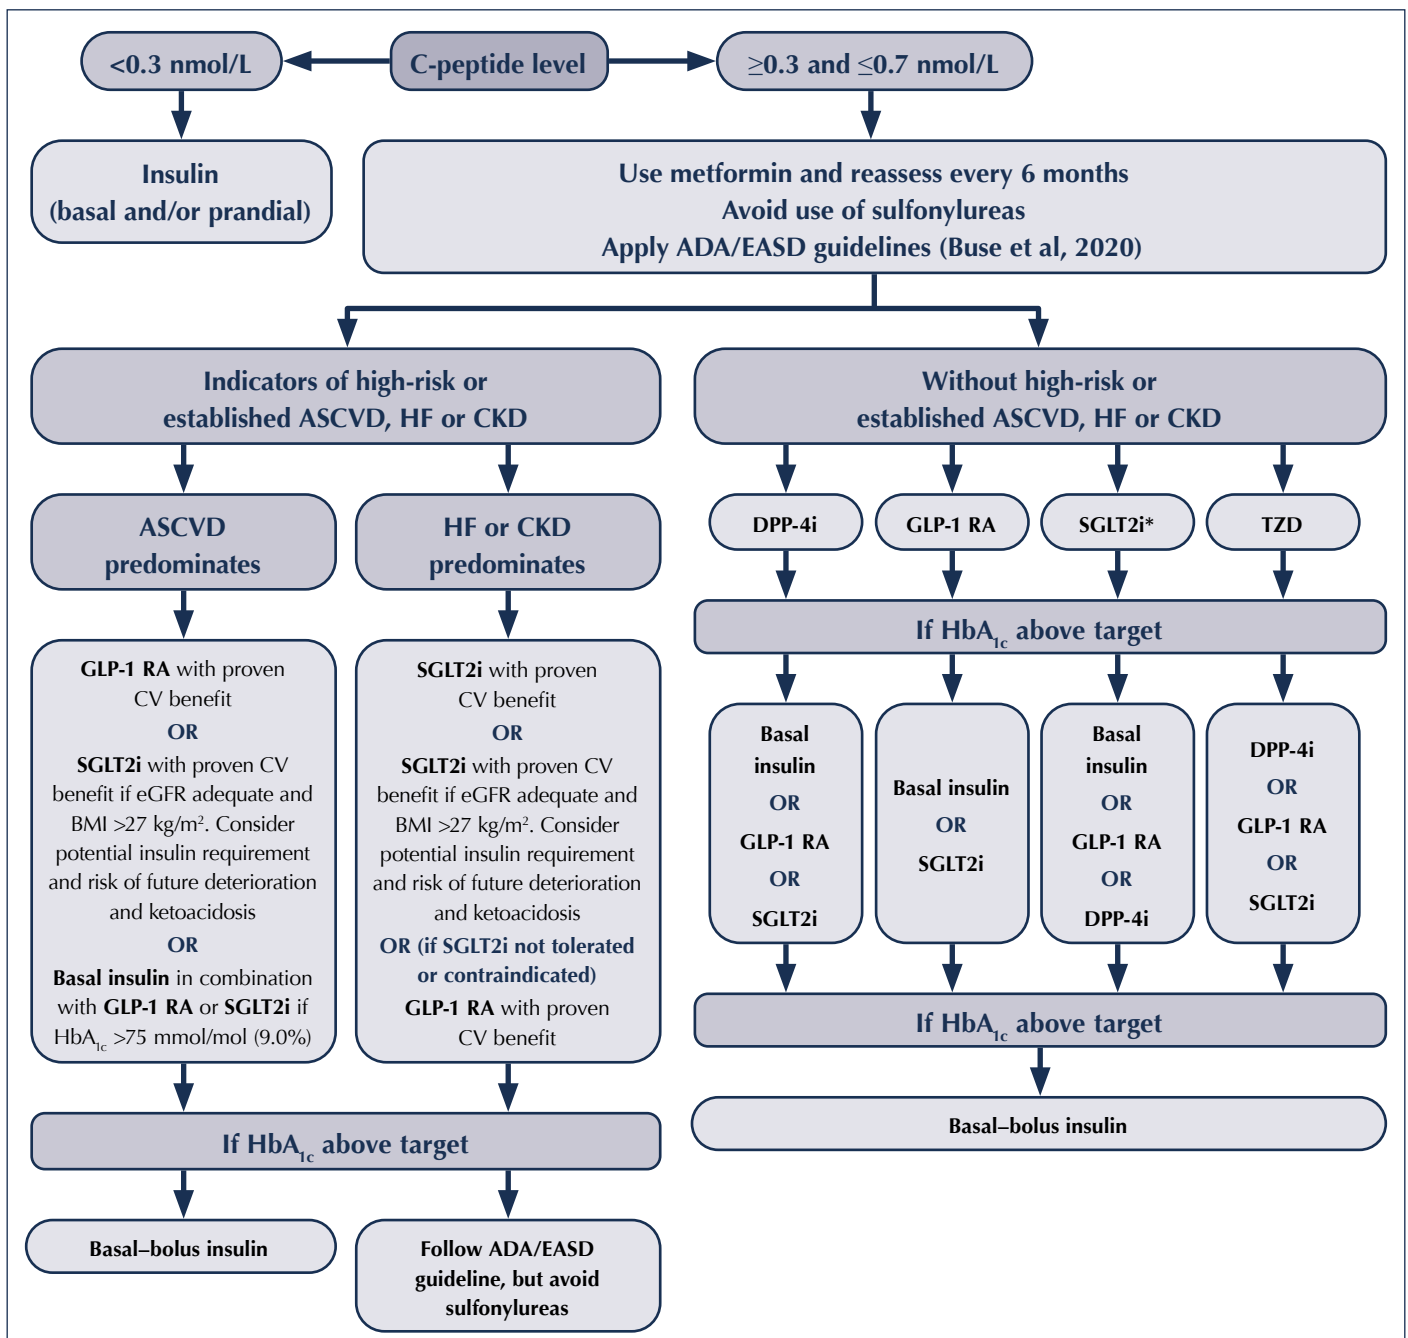 <0.3 nmol/L
C-peptide level
≥0.3 and ≤0.7 nmol/L
Insulin
(basal and/or prandial)
Use metformin and reassess every 6 months
Avoid use of sulfonylureas
Apply ADA/EASD guidelines (Buse et al, 2020)
Indicators of high-risk or
established ASCVD, HF or CKD
Without high-risk or
established ASCVD, HF or CKD
ASCVD
predominates
HF or CKD
predominates
DPP-4i
GLP-1 RA
SGLT2i*
TZD
If HbA1c above target
GLP-1 RA with proven
CV benefit
OR
SGLT2i with proven CV
benefit if eGFR adequate and
BMI >27 kg/m². Consider
potential insulin requirement
and risk of future deterioration
and ketoacidosis
OR
Basal insulin in combination
with GLP-1 RA or SGLT2i if
HbA1c >75 mmol/mol (9.0%)
SGLT2i with proven
CV benefit
OR
SGLT2i with proven CV
benefit if eGFR adequate and
BMI >27 kg/m². Consider
potential insulin requirement
and risk of future deterioration
and ketoacidosis
OR (if SGLT2i not tolerated
or contraindicated)
GLP-1 RA with proven
CV benefit
Basal
insulin
OR
GLP-1 RA
OR
SGLT2i
Basal insulin
OR
SGLT2i
Basal
insulin
OR
GLP-1 RA
OR
DPP-4i
DPP-4i
OR
GLP-1 RA
OR
SGLT2i
If HbA1c above target
Basal–bolus insulin
If HbA1c above target
Basal–bolus insulin
Follow ADA/EASD
guideline, but avoid
sulfonylureas